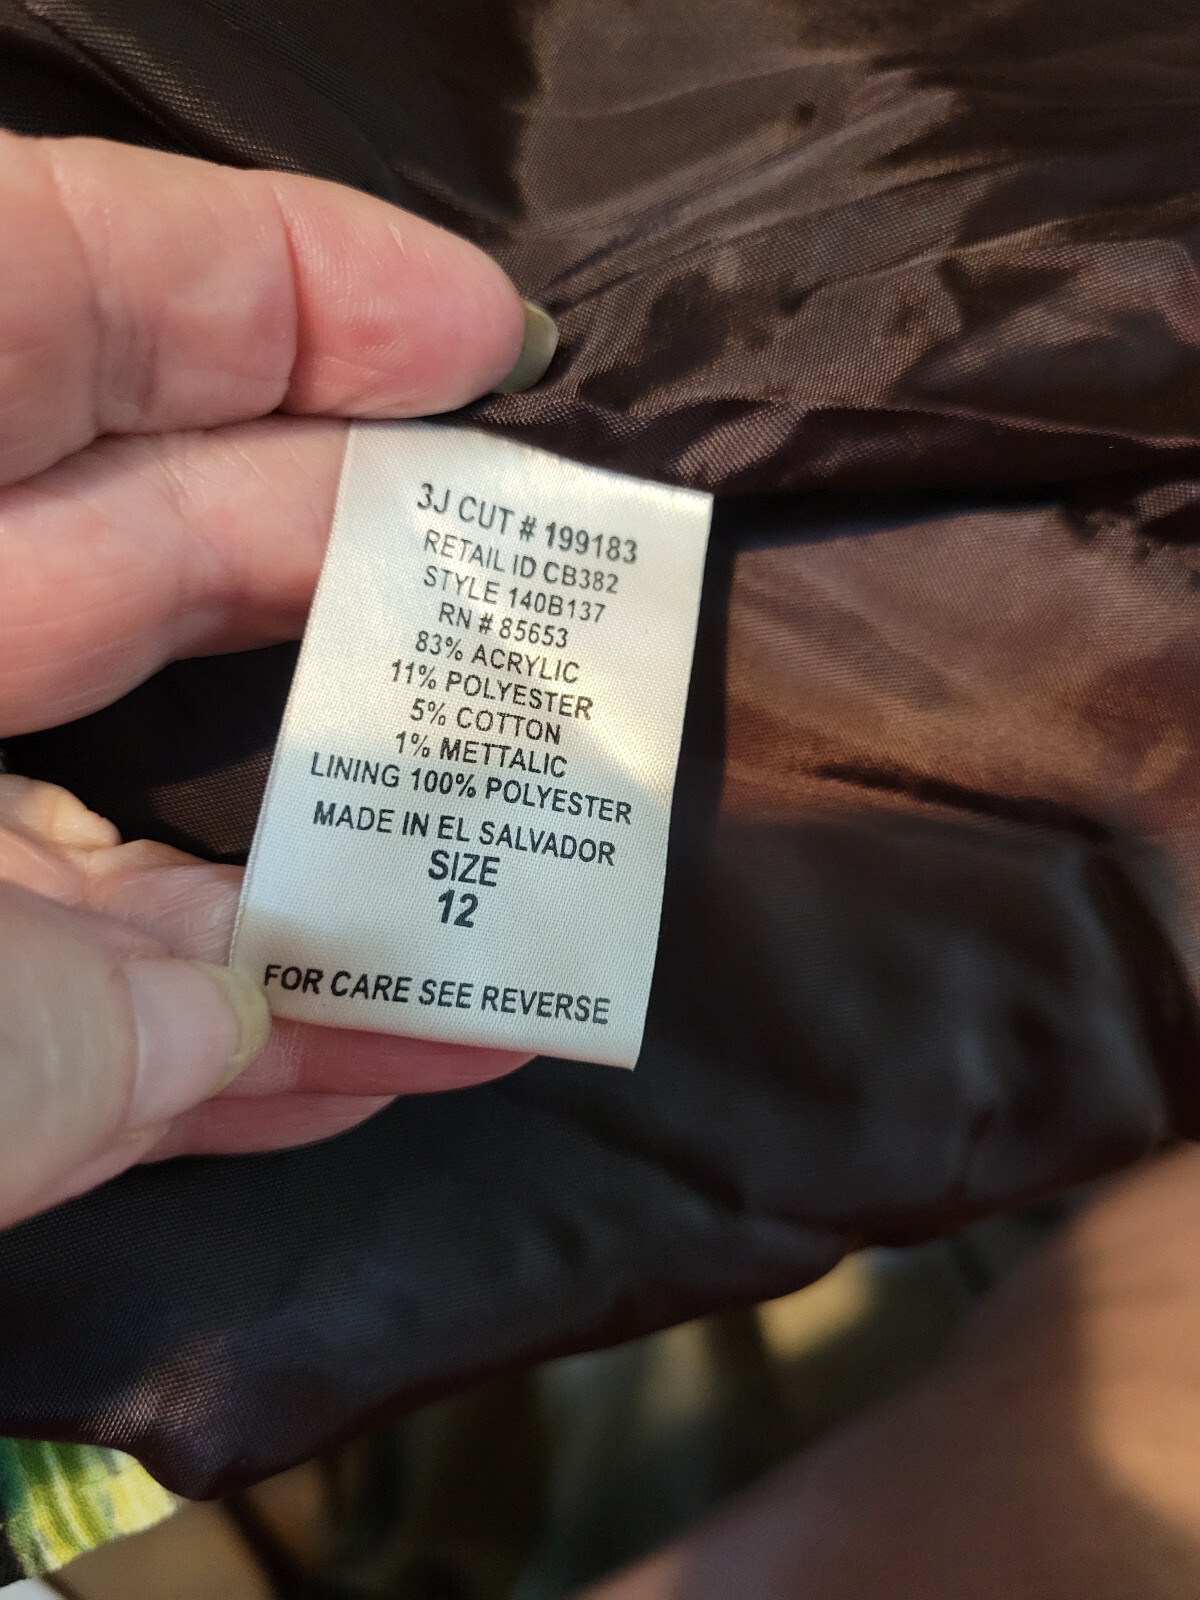 3J CUT # 199183
RETAIL ID CB382
STYLE 140B137
RN # 85653
83% ACRYLIC
11% POLYESTER
5% COTTON
1% METTALIC
LINING 100% POLYESTER
MADE IN EL SALVADOR
SIZE
12
FOR CARE SEE REVERSE